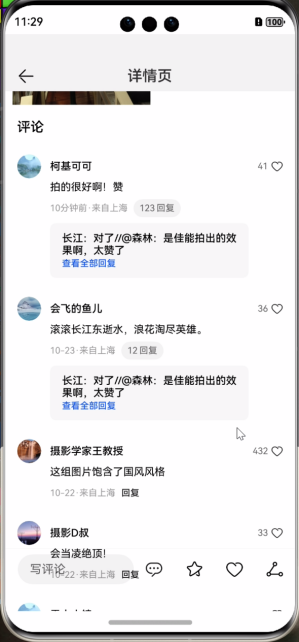 11:29
100
详情页
评论
柯基可可
41
拍的很好啊！赞
10分钟前·来自上海 123回复
长江：对了//@森林：是佳能拍出的效
果啊，太赞了
查看全部回复
会飞的鱼儿
36
滚滚长江东逝水，浪花淘尽英雄。
10-23·来自上海 12回复
长江：对了//@森林：是佳能拍出的效
果啊，太赞了
查看全部回复
摄影学家王教授
432
这组图片饱含了国风风格
10-22·来自上海 回复
摄影D叔
33
会当凌绝顶！
写评论
10-22·来自上海 回复